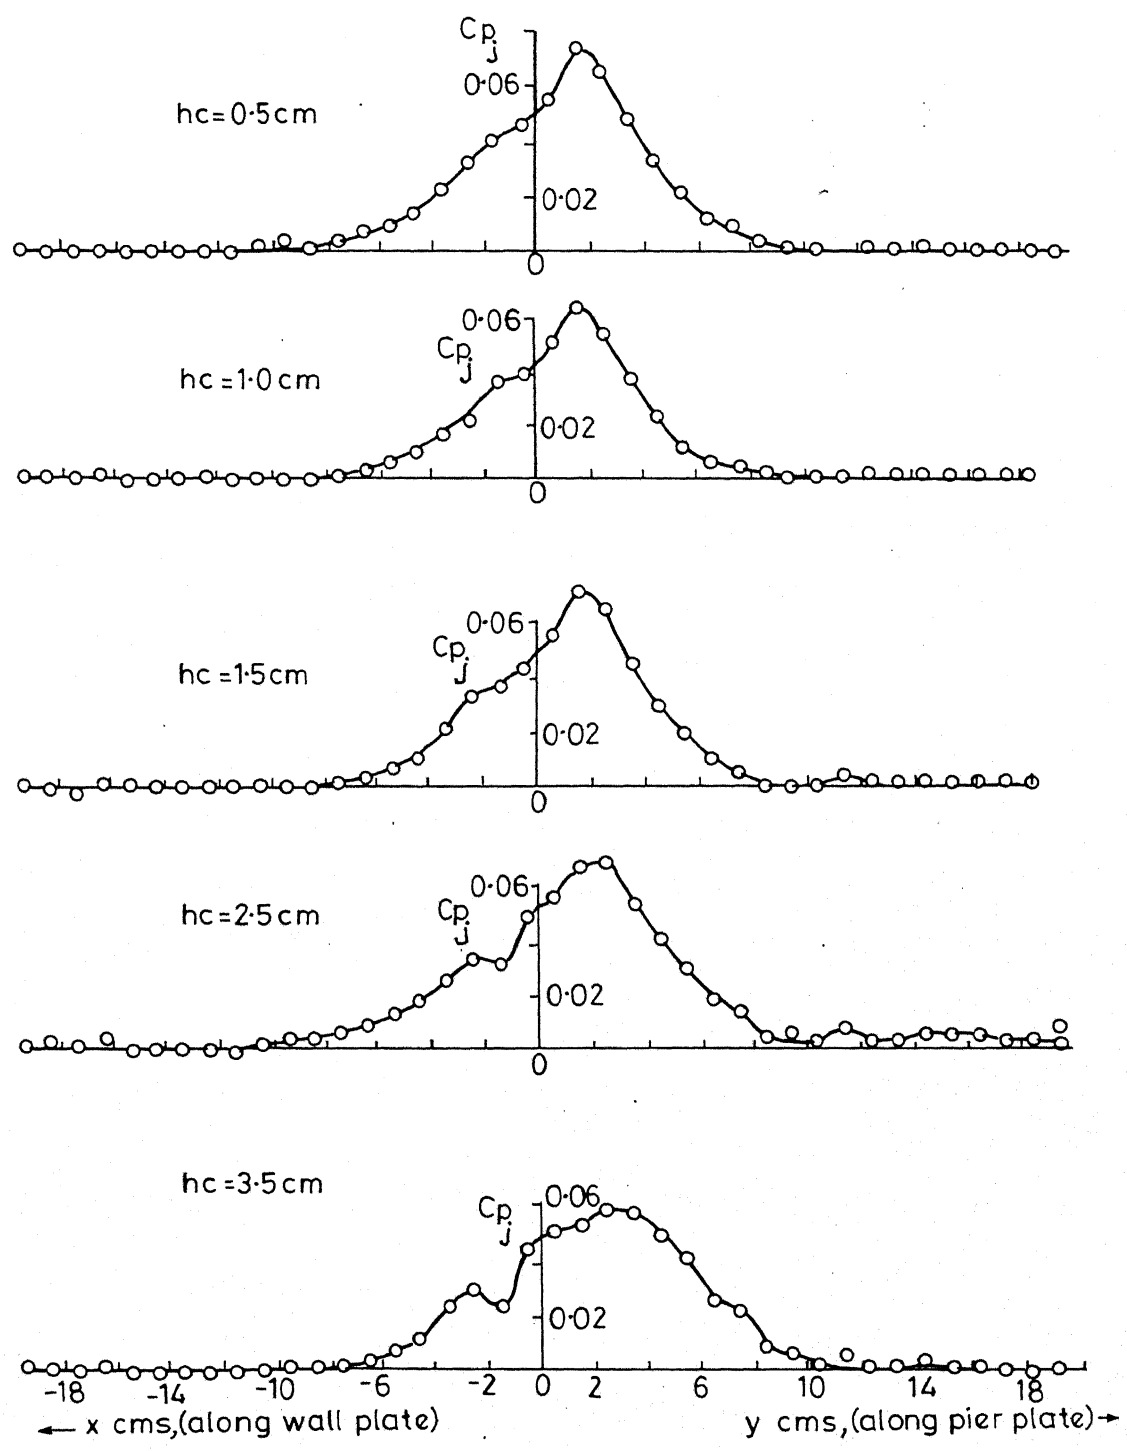 Cpj
0·06
hc=0·5cm
0·02
0
0·06
Cpj
hc=1·0cm
0·02
0
0·06
Cpj
hc=1·5cm
0·02
0
0·06
Cpj
hc=2·5cm
0·02
0
hc=3·5cm
Cpj
0·06
0·02
-18 -14 -10 -6 -2 0 2 6 10 14 18
← x cms,(along wall plate) y cms,(along pier plate)→